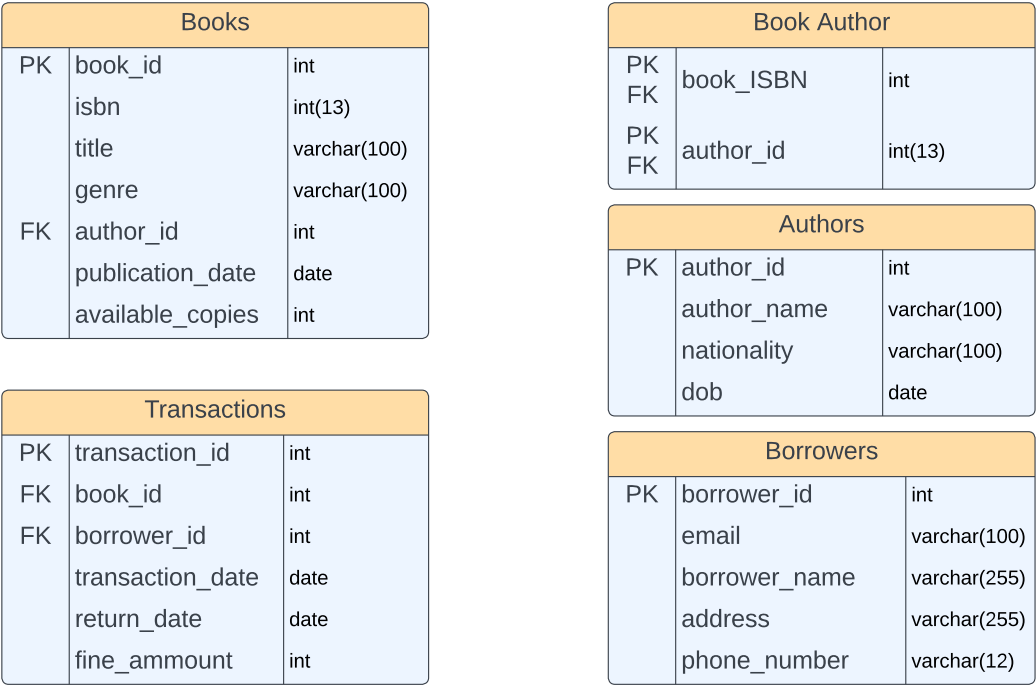 Books
PK book_id int
isbn int(13)
title varchar(100)
genre varchar(100)
FK author_id int
publication_date date
available_copies int
Transactions
PK transaction_id int
FK book_id int
FK borrower_id int
transaction_date date
return_date date
fine_ammount int
Book Author
PK
FK book_ISBN int
PK
FK author_id int(13)
Authors
PK author_id int
author_name varchar(100)
nationality varchar(100)
dob date
Borrowers
PK borrower_id int
email varchar(100)
borrower_name varchar(255)
address varchar(255)
phone_number varchar(12)